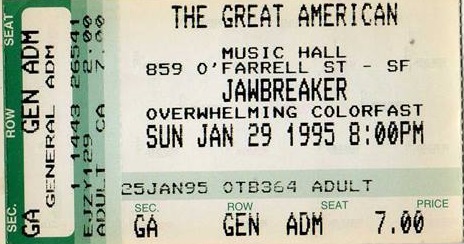 THE GREAT AMERICAN
MUSIC HALL
859 O'FARRELL ST - SF
JAWBREAKER
OVERWHELMING COLORFAST
SUN JAN 29 1995 8:00PM
25JAN95 OTB364 ADULT
SEC. ROW SEAT PRICE
GA GEN ADM 7.00
SEC. ROW SEAT
GA GEN ADM
GENERAL ADM
1 1443 26541
EJZY129 2.00
ADULT CA 7.00